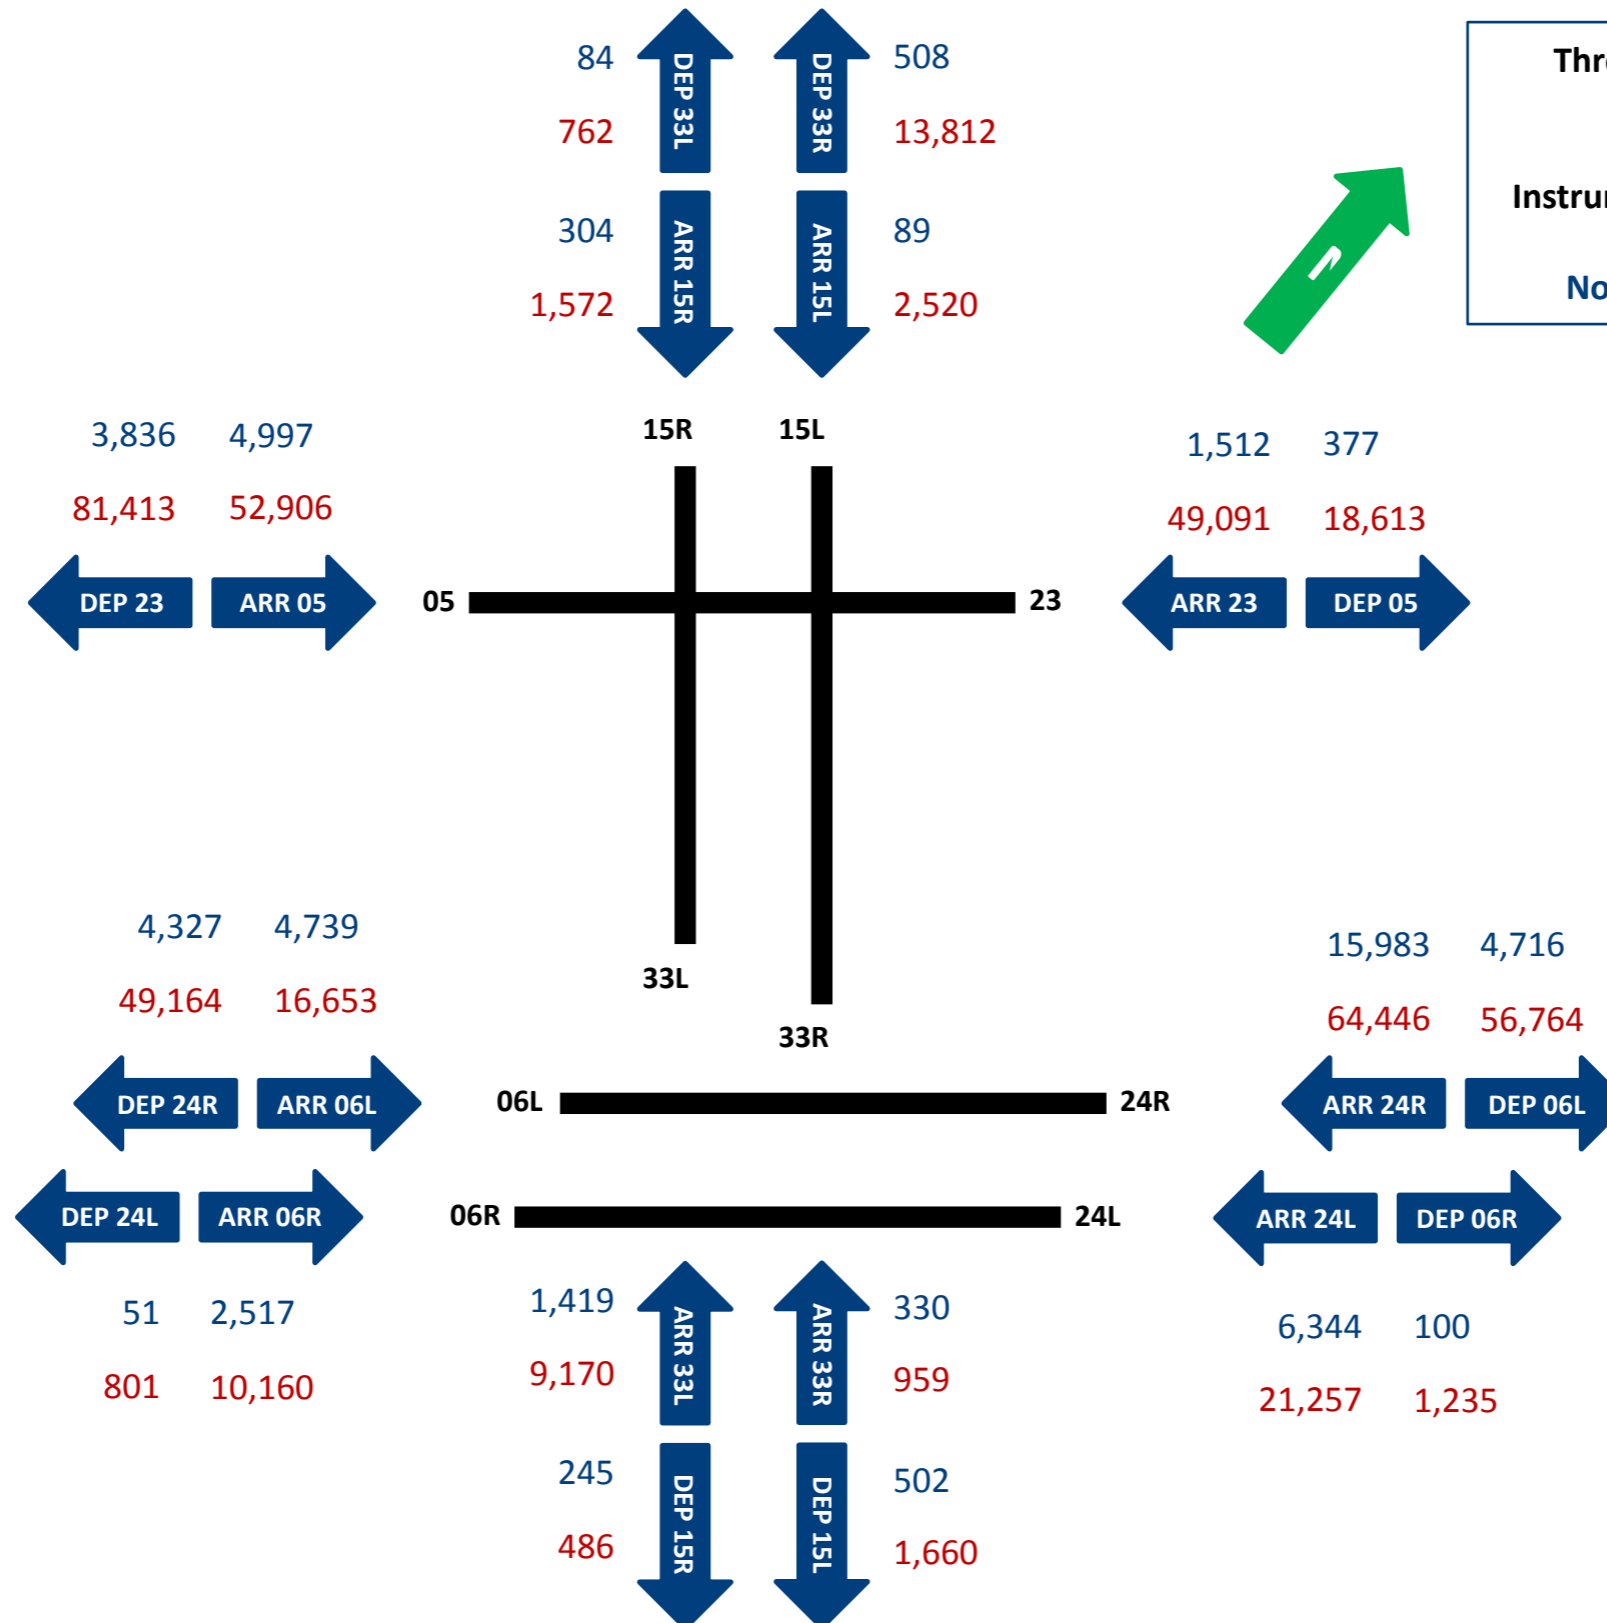 84
762
DEP 33L
DEP 33R
508
13,812
304
1,572
ARR 15R
ARR 15L
89
2,520
15R
15L
3,836 4,997
81,413 52,906
DEP 23 ARR 05
05
23
1,512 377
49,091 18,613
ARR 23 DEP 05
33L
33R
4,327 4,739
49,164 16,653
DEP 24R ARR 06L
06L
24R
15,983 4,716
64,446 56,764
ARR 24R DEP 06L
DEP 24L ARR 06R
06R
24L
ARR 24L DEP 06R
51 2,517
801 10,160
6,344 100
21,257 1,235
1,419
9,170
ARR 33L
ARR 33R
330
959
245
486
DEP 15R
DEP 15L
502
1,660